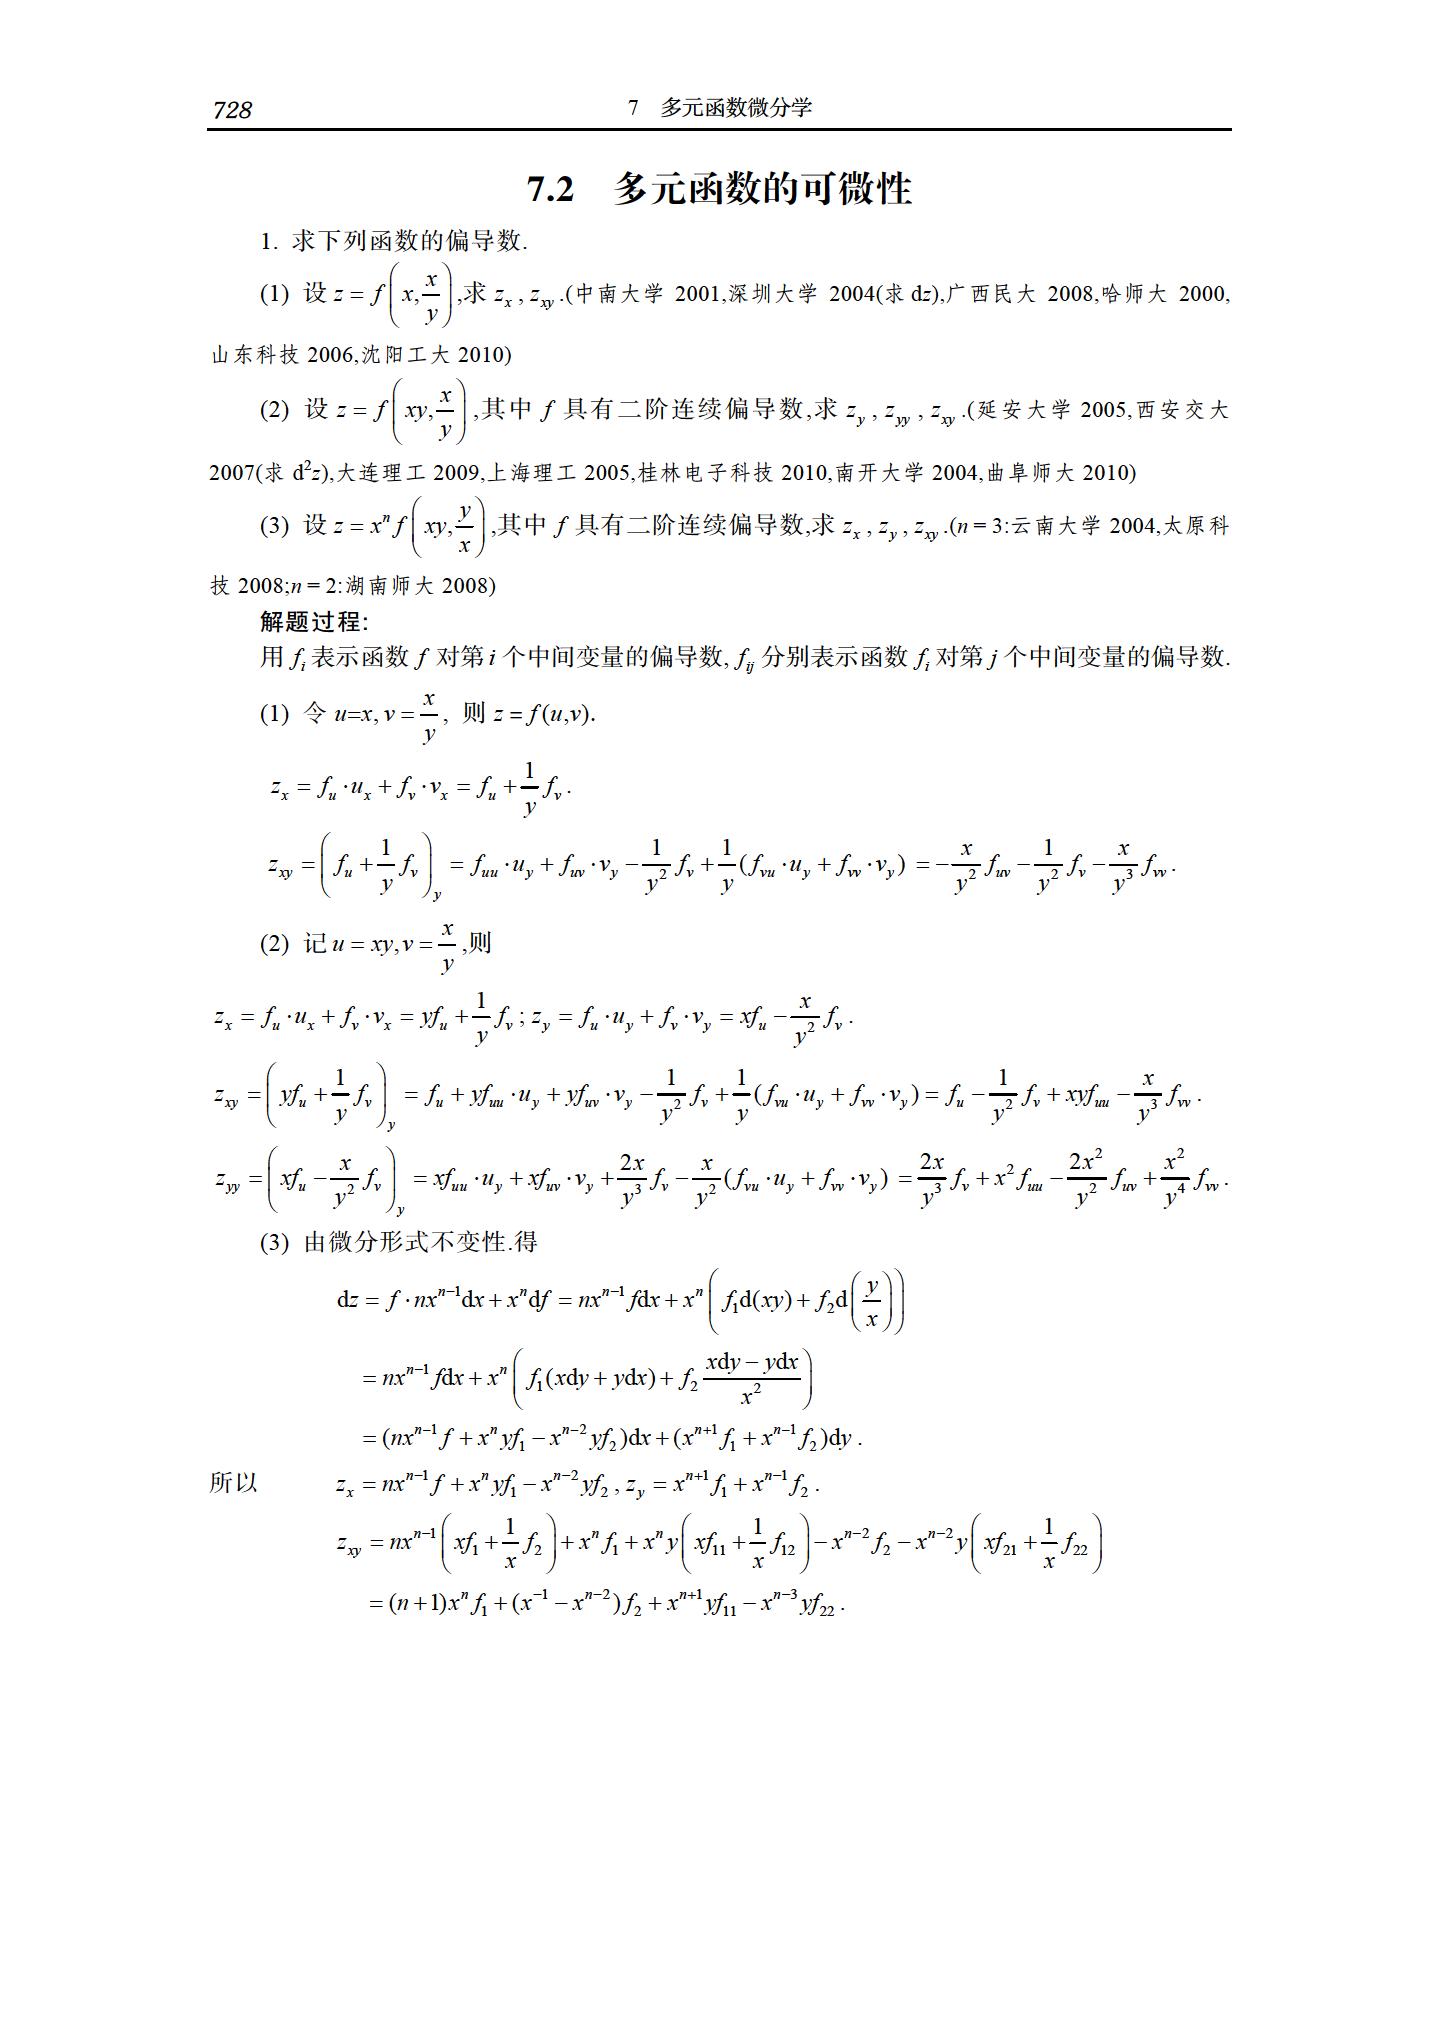 728 7 多元函数微分学
7.2 多元函数的可微性
1. 求下列函数的偏导数.
(1) 设 $z = f\left(x, \frac{x}{y}\right)$,求 $z_x$ , $z_{xy}$ .(中南大学 2001,深圳大学 2004(求 dz),广西民大 2008,哈师大 2000,
山东科技 2006,沈阳工大 2010)
(2) 设 $z = f\left(xy, \frac{x}{y}\right)$,其中 $f$ 具有二阶连续偏导数,求 $z_y$ , $z_{yy}$ , $z_{xy}$ .(延安大学 2005,西安交大
2007(求 $d^2z$),大连理工 2009,上海理工 2005,桂林电子科技 2010,南开大学 2004,曲阜师大 2010)
(3) 设 $z = x^n f\left(xy, \frac{y}{x}\right)$,其中 $f$ 具有二阶连续偏导数,求 $z_x$ , $z_y$ , $z_{xy}$ .(n = 3:云南大学 2004,太原科
技 2008;n = 2:湖南师大 2008)
解题过程:
用 $f_i$ 表示函数 $f$ 对第 $i$ 个中间变量的偏导数, $f_{ij}$ 分别表示函数 $f_i$ 对第 $j$ 个中间变量的偏导数.
(1) 令 $u=x, v = \frac{x}{y}$, 则 $z = f(u,v)$.
$z_x = f_u \cdot u_x + f_v \cdot v_x = f_u + \frac{1}{y} f_v$ .
$z_{xy} = \left(f_u + \frac{1}{y} f_v\right)_y = f_{uu} \cdot u_y + f_{uv} \cdot v_y - \frac{1}{y^2} f_v + \frac{1}{y}(f_{vu} \cdot u_y + f_{vv} \cdot v_y) = -\frac{x}{y^2} f_{uv} - \frac{1}{y^2} f_v - \frac{x}{y^3} f_{vv}$ .
(2) 记 $u = xy, v = \frac{x}{y}$ ,则
$z_x = f_u \cdot u_x + f_v \cdot v_x = yf_u + \frac{1}{y} f_v ; z_y = f_u \cdot u_y + f_v \cdot v_y = xf_u - \frac{x}{y^2} f_v$ .
$z_{xy} = \left(yf_u + \frac{1}{y} f_v\right)_y = f_u + yf_{uu} \cdot u_y + yf_{uv} \cdot v_y - \frac{1}{y^2} f_v + \frac{1}{y}(f_{vu} \cdot u_y + f_{vv} \cdot v_y) = f_u - \frac{1}{y^2} f_v + xyf_{uu} - \frac{x}{y^3} f_{vv}$ .
$z_{yy} = \left(xf_u - \frac{x}{y^2} f_v\right)_y = xf_{uu} \cdot u_y + xf_{uv} \cdot v_y + \frac{2x}{y^3} f_v - \frac{x}{y^2}(f_{vu} \cdot u_y + f_{vv} \cdot v_y) = \frac{2x}{y^3} f_v + x^2 f_{uu} - \frac{2x^2}{y^2} f_{uv} + \frac{x^2}{y^4} f_{vv}$ .
(3) 由微分形式不变性.得
$dz = f \cdot nx^{n-1}dx + x^n df = nx^{n-1} fdx + x^n \left(f_1 d(xy) + f_2 d\left(\frac{y}{x}\right)\right)$
$= nx^{n-1} fdx + x^n \left(f_1(xdy + ydx) + f_2 \frac{xdy - ydx}{x^2}\right)$
$= (nx^{n-1} f + x^n yf_1 - x^{n-2} yf_2)dx + (x^{n+1} f_1 + x^{n-1} f_2)dy$ .
所以 $z_x = nx^{n-1} f + x^n yf_1 - x^{n-2} yf_2 , z_y = x^{n+1} f_1 + x^{n-1} f_2$ .
$z_{xy} = nx^{n-1}\left(xf_1 + \frac{1}{x} f_2\right) + x^n f_1 + x^n y\left(xf_{11} + \frac{1}{x} f_{12}\right) - x^{n-2} f_2 - x^{n-2} y\left(xf_{21} + \frac{1}{x} f_{22}\right)$
$= (n+1)x^n f_1 + (x^{-1} - x^{n-2}) f_2 + x^{n+1} yf_{11} - x^{n-3} yf_{22}$ .